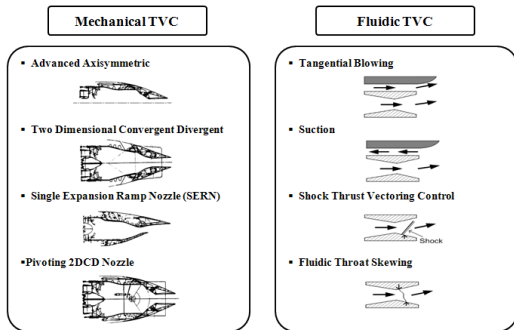 Mechanical TVC
▪ Advanced Axisymmetric
▪ Two Dimensional Convergent Divergent
▪ Single Expansion Ramp Nozzle (SERN)
▪Pivoting 2DCD Nozzle
Fluidic TVC
▪ Tangential Blowing
▪ Suction
▪ Shock Thrust Vectoring Control
Shock
▪ Fluidic Throat Skewing